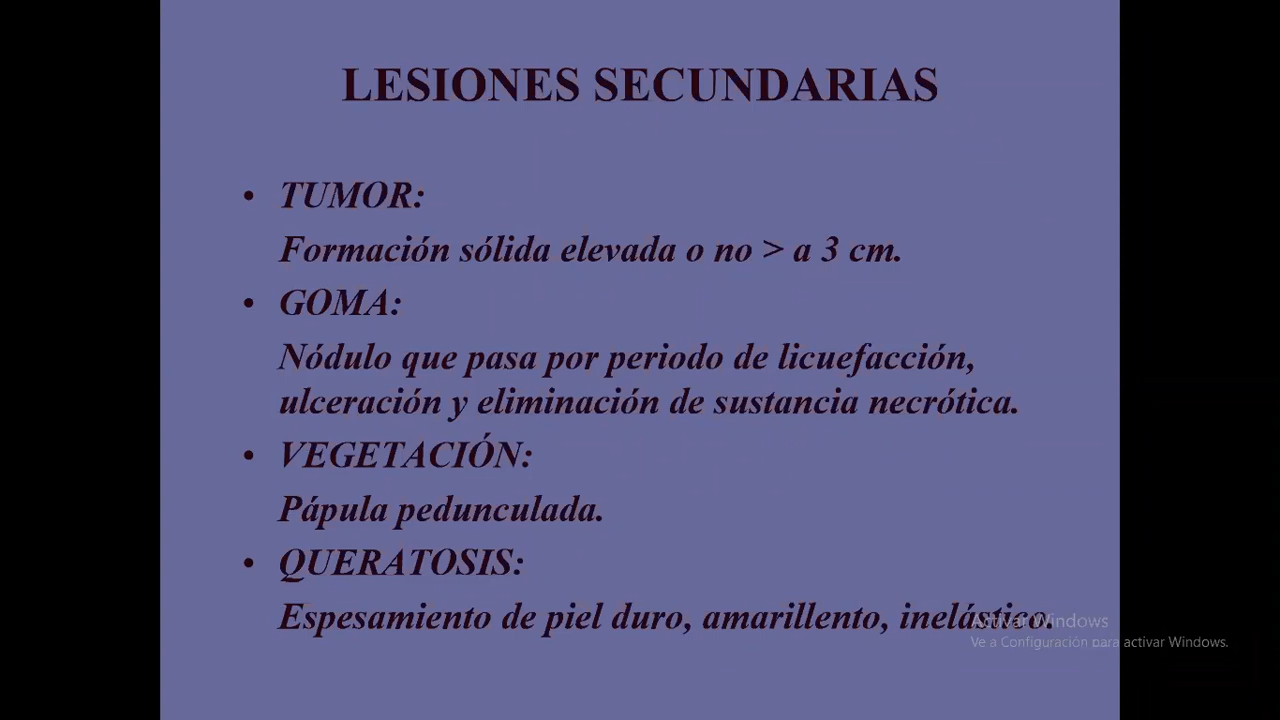 LESIONES SECUNDARIAS
• TUMOR:
Formación sólida elevada o no > a 3 cm.
• GOMA:
Nódulo que pasa por periodo de licuefacción,
ulceración y eliminación de sustancia necrótica.
• VEGETACIÓN:
Pápula pedunculada.
• QUERATOSIS:
Espesamiento de piel duro, amarillento, inelástico.
Activar Windows
Ve a Configuración para activar Windows.